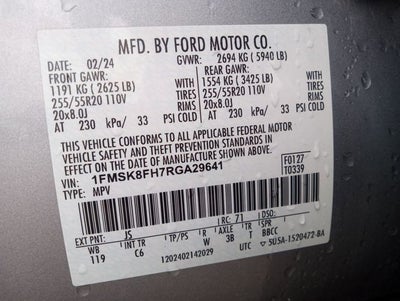 MFD. BY FORD MOTOR CO.
DATE: 02/24 GVWR: 2694 KG (5940 LB)
FRONT GAWR: REAR GAWR:
1191 KG (2625 LB) 1554 KG (3425 LB)
255/55R20 110V TIRES 255/55R20 110V TIRES
20x8.0J RIMS 20x8.0J RIMS
AT 230 kPa/ 33 PSI COLD AT 230 kPa/ 33 PSI COLD
THIS VEHICLE CONFORMS TO ALL APPLICABLE FEDERAL MOTOR
VEHICLE SAFETY AND THEFT PREVENTION STANDARDS IN
EFFECT ON THE DATE OF MANUFACTURE SHOWN ABOVE.
VIN: 1FMSK8FH7RGA29641 F0127
TYPE: MPV T0339
EXT PNT: JS RC: 71 DSO:
WB INT TR TP/PS R AXLE TR SPR UTC
119 C6 W 3B T BBCC 5U5A-1520472-BA
1202402142029